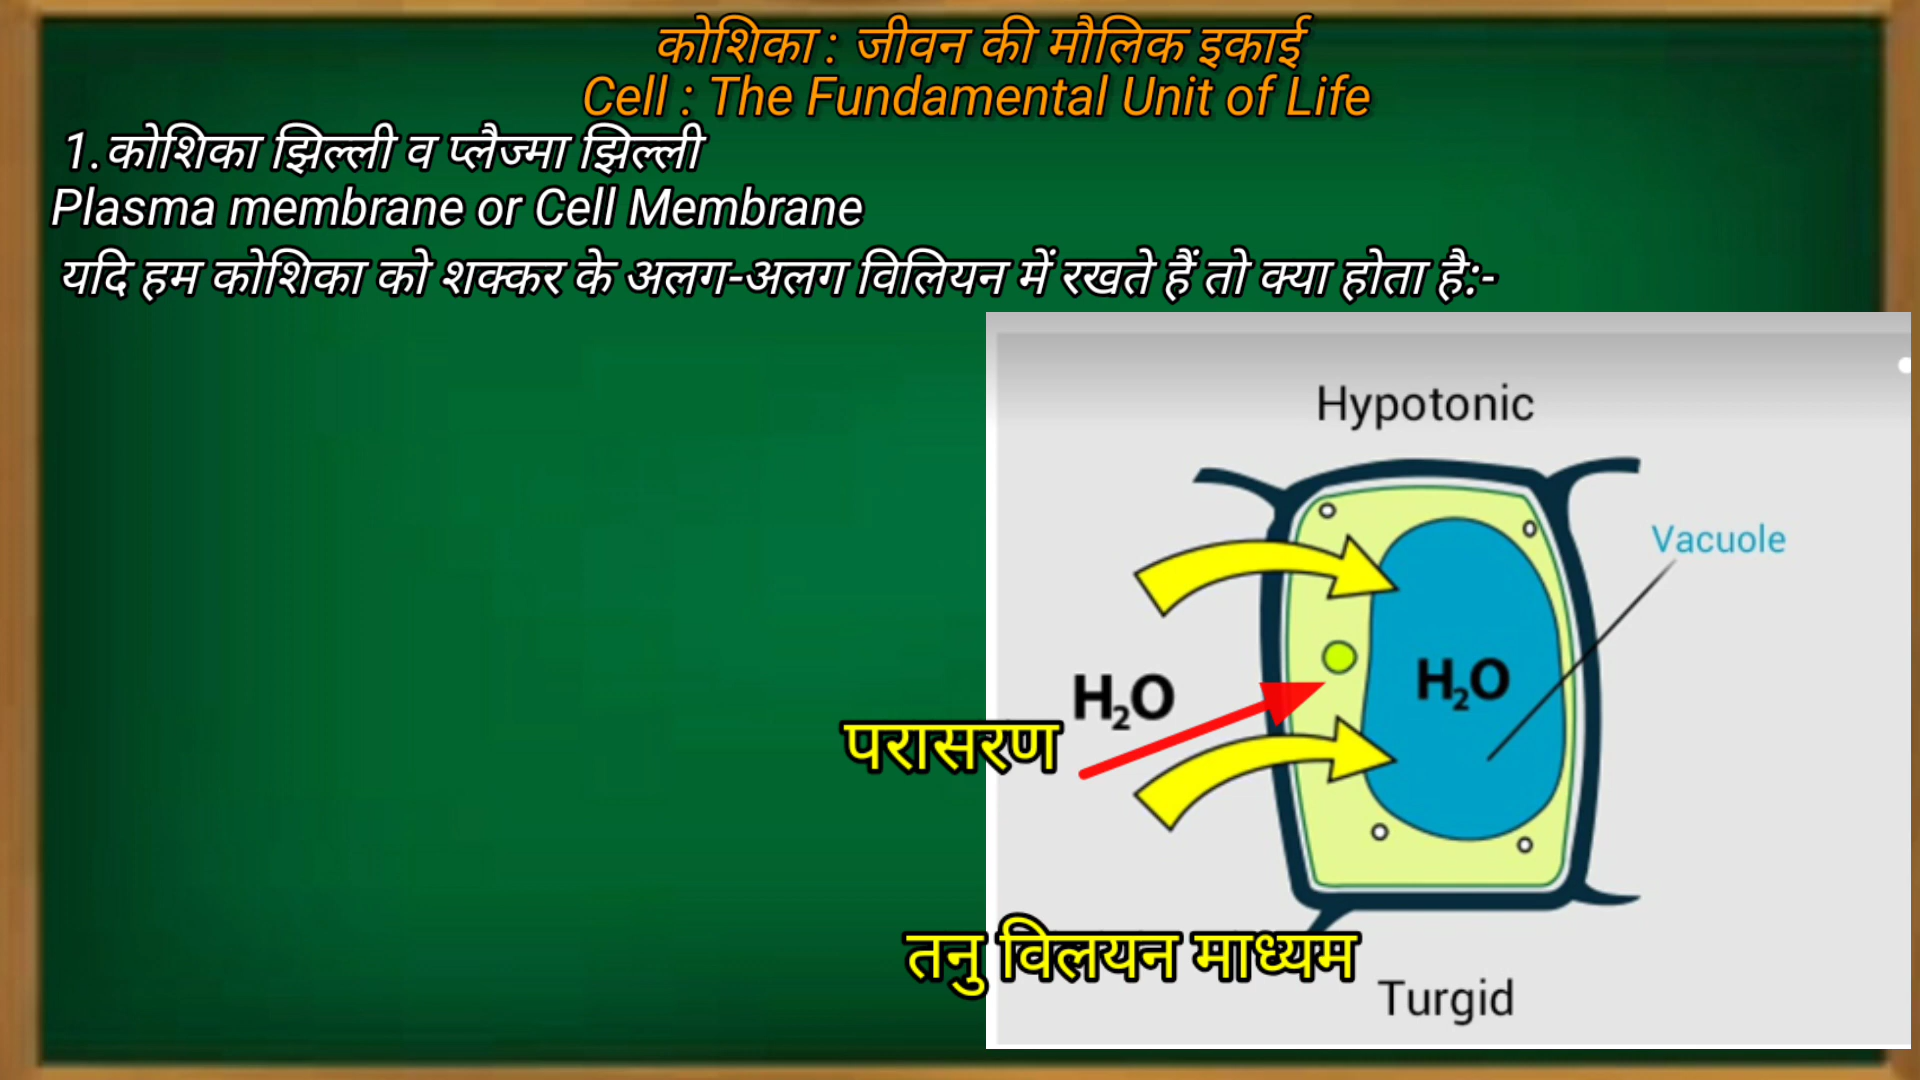 कोशिका : जीवन की मौलिक इकाई
Cell : The Fundamental Unit of Life
1. कोशिका झिल्ली व प्लैज्मा झिल्ली
Plasma membrane or Cell Membrane
यदि हम कोशिका को शक्कर के अलग-अलग विलियन में रखते हैं तो क्या होता है:-
Hypotonic
Vacuole
H₂O
H₂O
परासरण
तनु विलयन माध्यम
Turgid